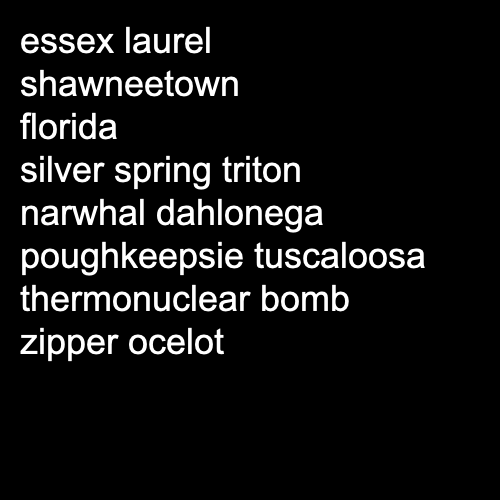 essex laurel
shawneetown
florida
silver spring triton
narwhal dahlonega
poughkeepsie tuscaloosa
thermonuclear bomb
zipper ocelot